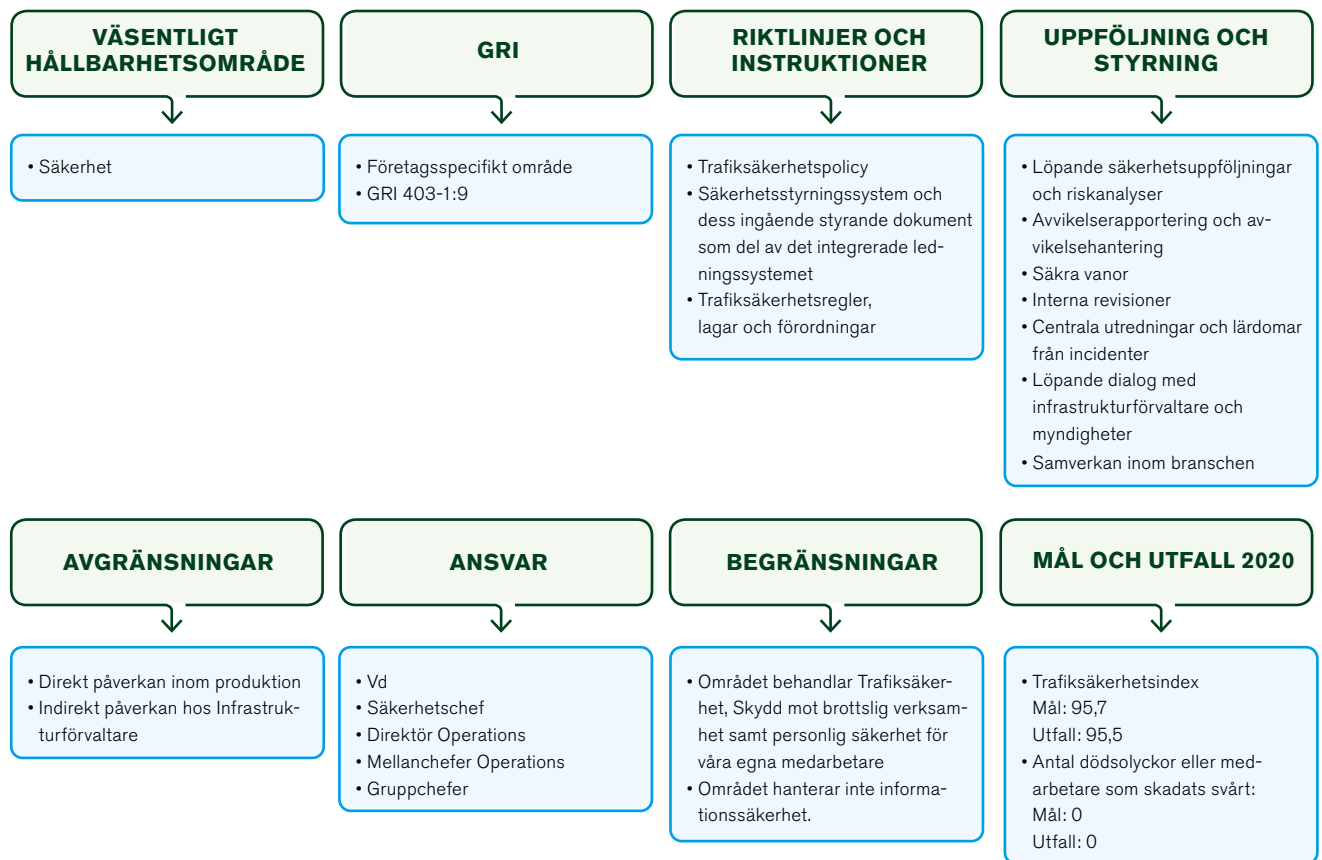 VÄSENTLIGT
HÅLLBARHETSOMRÅDE
• Säkerhet
GRI
• Företagsspecifikt område
• GRI 403-1:9
RIKTLINJER OCH
INSTRUKTIONER
• Trafiksäkerhetspolicy
• Säkerhetsstyrningssystem och
dess ingående styrande dokument
som del av det integrerade led-
ningssystemet
• Trafiksäkerhetsregler,
lagar och förordningar
UPPFÖLJNING OCH
STYRNING
• Löpande säkerhetsuppföljningar
och riskanalyser
• Avvikelserapportering och av-
vikelsehantering
• Säkra vanor
• Interna revisioner
• Centrala utredningar och lärdomar
från incidenter
• Löpande dialog med
infrastrukturförvaltare och
myndigheter
• Samverkan inom branschen
AVGRÄNSNINGAR
• Direkt påverkan inom produktion
• Indirekt påverkan hos Infrastruk-
turförvaltare
ANSVAR
• Vd
• Säkerhetschef
• Direktör Operations
• Mellanchefer Operations
• Gruppchefer
BEGRÄNSNINGAR
• Området behandlar Trafiksäker-
het, Skydd mot brottslig verksam-
het samt personlig säkerhet för
våra egna medarbetare
• Området hanterar inte informa-
tionssäkerhet.
MÅL OCH UTFALL 2020
• Trafiksäkerhetsindex
Mål: 95,7
Utfall: 95,5
• Antal dödsolyckor eller med-
arbetare som skadats svårt:
Mål: 0
Utfall: 0